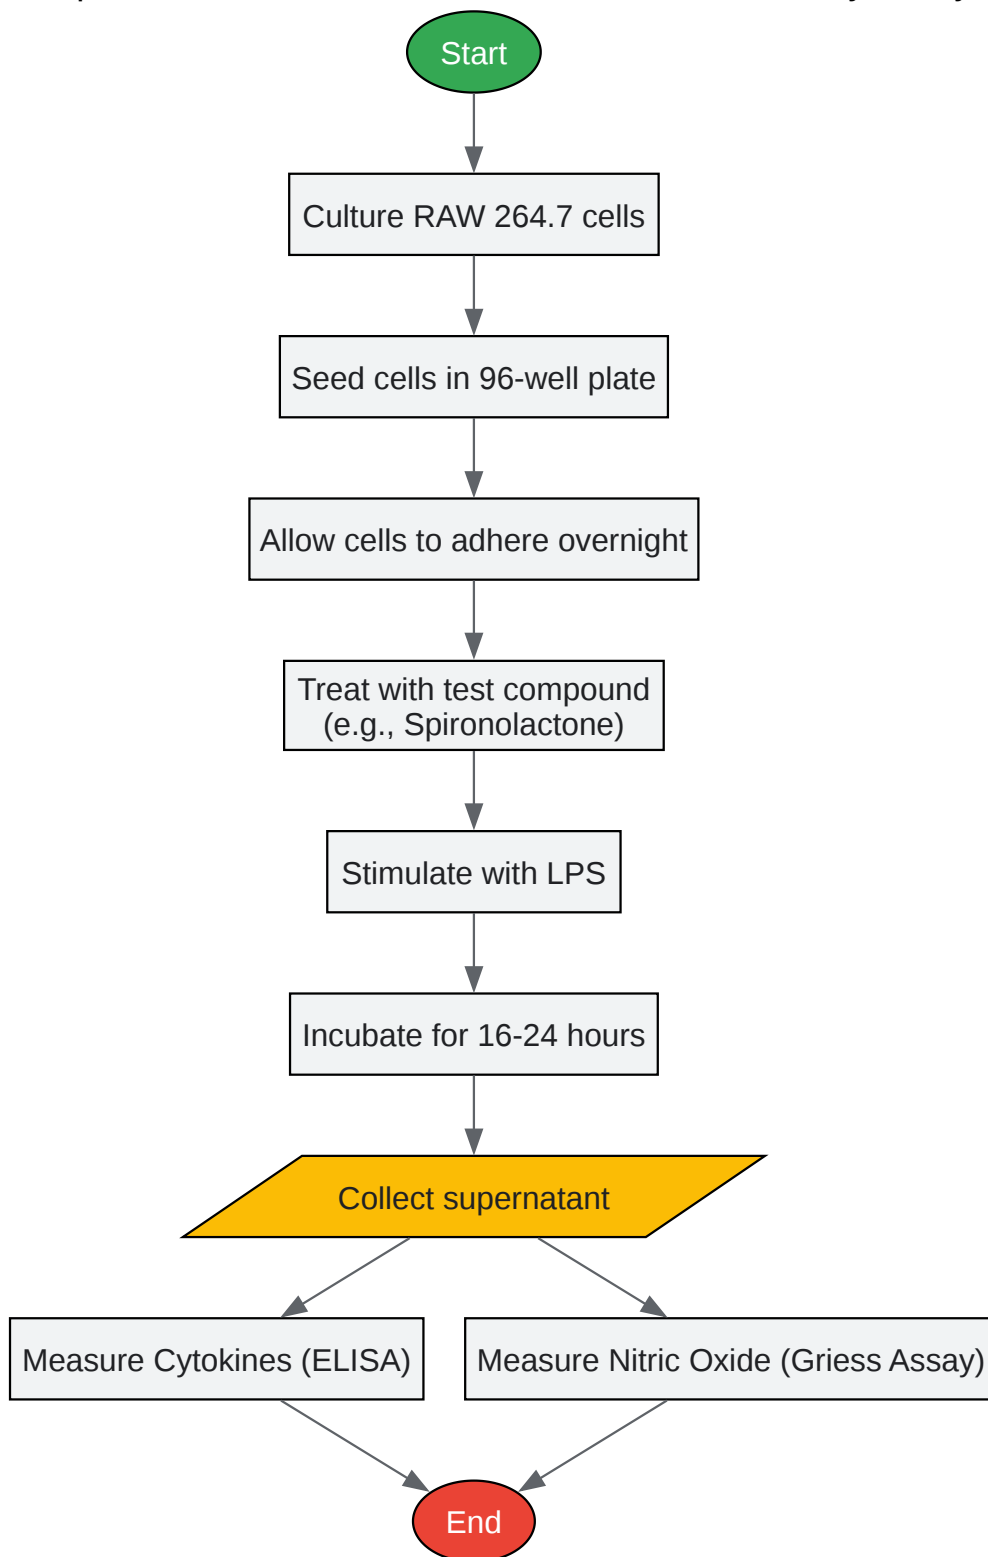 Start
Culture RAW 264.7 cells
Seed cells in 96-well plate
Allow cells to adhere overnight
Treat with test compound
(e.g., Spironolactone)
Stimulate with LPS
Incubate for 16-24 hours
Collect supernatant
Measure Cytokines (ELISA)
Measure Nitric Oxide (Griess Assay)
End